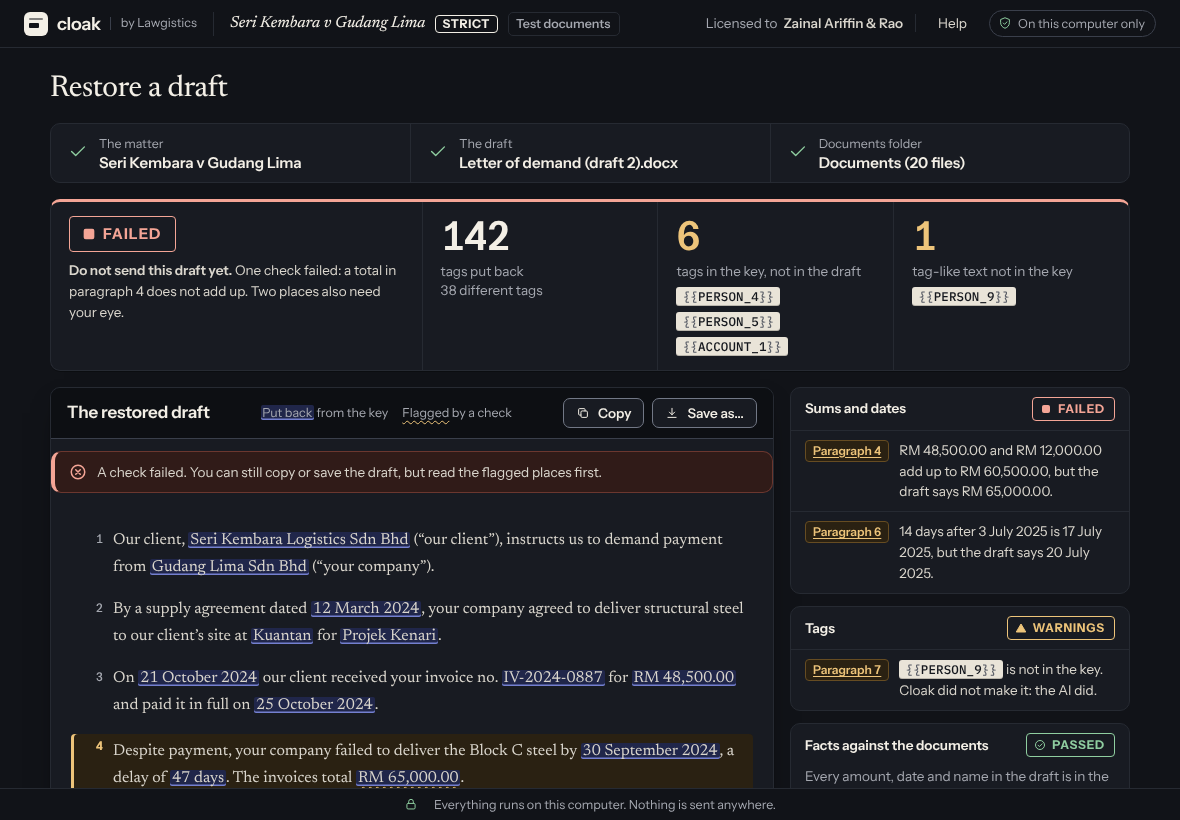 cloak by Lawgistics Seri Kembara v Gudang Lima STRICT Test documents Licensed to Zainal Ariffin & Rao Help On this computer only
Restore a draft
The matter
Seri Kembara v Gudang Lima
The draft
Letter of demand (draft 2).docx
Documents folder
Documents (20 files)
FAILED
Do not send this draft yet. One check failed: a total in
paragraph 4 does not add up. Two places also need
your eye.
142
tags put back
38 different tags
6
tags in the key, not in the draft
{{PERSON_4}}
{{PERSON_5}}
{{ACCOUNT_1}}
1
tag-like text not in the key
{{PERSON_9}}
The restored draft Put back from the key Flagged by a check Copy Save as...
A check failed. You can still copy or save the draft, but read the flagged places first.
1 Our client, Seri Kembara Logistics Sdn Bhd (“our client”), instructs us to demand payment
from Gudang Lima Sdn Bhd (“your company”).
2 By a supply agreement dated 12 March 2024, your company agreed to deliver structural steel
to our client’s site at Kuantan for Projek Kenari.
3 On 21 October 2024 our client received your invoice no. IV-2024-0887 for RM 48,500.00
and paid it in full on 25 October 2024.
4 Despite payment, your company failed to deliver the Block C steel by 30 September 2024, a
delay of 47 days. The invoices total RM 65,000.00.
Sums and dates FAILED
Paragraph 4 RM 48,500.00 and RM 12,000.00
add up to RM 60,500.00, but the
draft says RM 65,000.00.
Paragraph 6 14 days after 3 July 2025 is 17 July
2025, but the draft says 20 July
2025.
Tags WARNINGS
Paragraph 7 {{PERSON_9}} is not in the key.
Cloak did not make it: the AI did.
Facts against the documents PASSED
Every amount, date and name in the draft is in the
Everything runs on this computer. Nothing is sent anywhere.